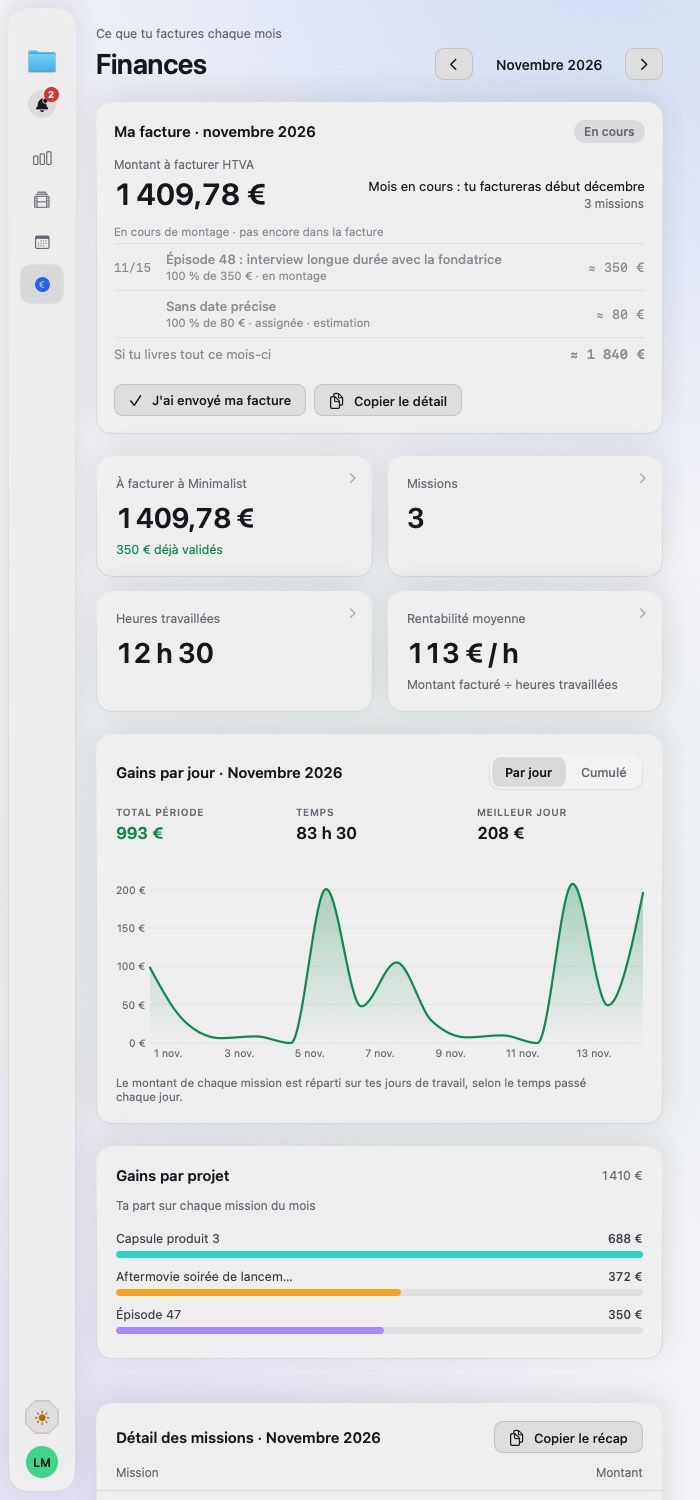 Ce que tu factures chaque mois
Finances
Novembre 2026
2
Ma facture · novembre 2026
En cours
Montant à facturer HTVA
1 409,78 €
Mois en cours : tu factureras début décembre
3 missions
En cours de montage · pas encore dans la facture
11/15
Épisode 48 : interview longue durée avec la fondatrice
100 % de 350 € · en montage
≈ 350 €
Sans date précise
100 % de 80 € · assignée · estimation
≈ 80 €
Si tu livres tout ce mois-ci
≈ 1 840 €
J'ai envoyé ma facture
Copier le détail
À facturer à Minimalist
1 409,78 €
350 € déjà validés
Missions
3
Heures travaillées
12 h 30
Rentabilité moyenne
113 € / h
Montant facturé ÷ heures travaillées
Gains par jour · Novembre 2026
Par jour
Cumulé
TOTAL PÉRIODE
993 €
TEMPS
83 h 30
MEILLEUR JOUR
208 €
200 €
150 €
100 €
50 €
0 €
1 nov.
3 nov.
5 nov.
7 nov.
9 nov.
11 nov.
13 nov.
Le montant de chaque mission est réparti sur tes jours de travail, selon le temps passé
chaque jour.
Gains par projet
1 410 €
Ta part sur chaque mission du mois
Capsule produit 3
688 €
Aftermovie soirée de lancem…
372 €
Épisode 47
350 €
LM
Détail des missions · Novembre 2026
Copier le récap
Mission
Montant